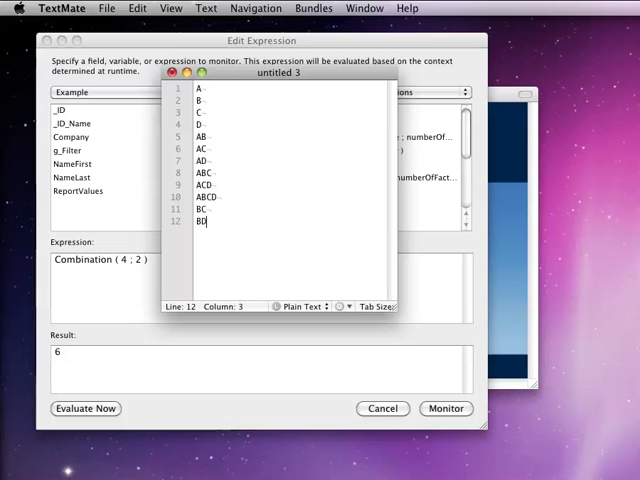 TextMate File Edit View Text Navigation Bundles Window Help
Edit Expression
Specify a field, variable, or expression to monitor. This expression will be evaluated based on the context
determined at runtime.
untitled 3
Example
_ID
_ID_Name
Company
g_Filter
NameFirst
NameLast
ReportValues
1 A
2 B
3 C
4 D
5 AB
6 AC
7 AD
8 ABC
9 ACD
10 ABCD
11 BC
12 BD
Line: 12 Column: 3 Plain Text Tab Size:
Expression:
Combination ( 4 ; 2 )
Result:
6
Evaluate Now Cancel Monitor